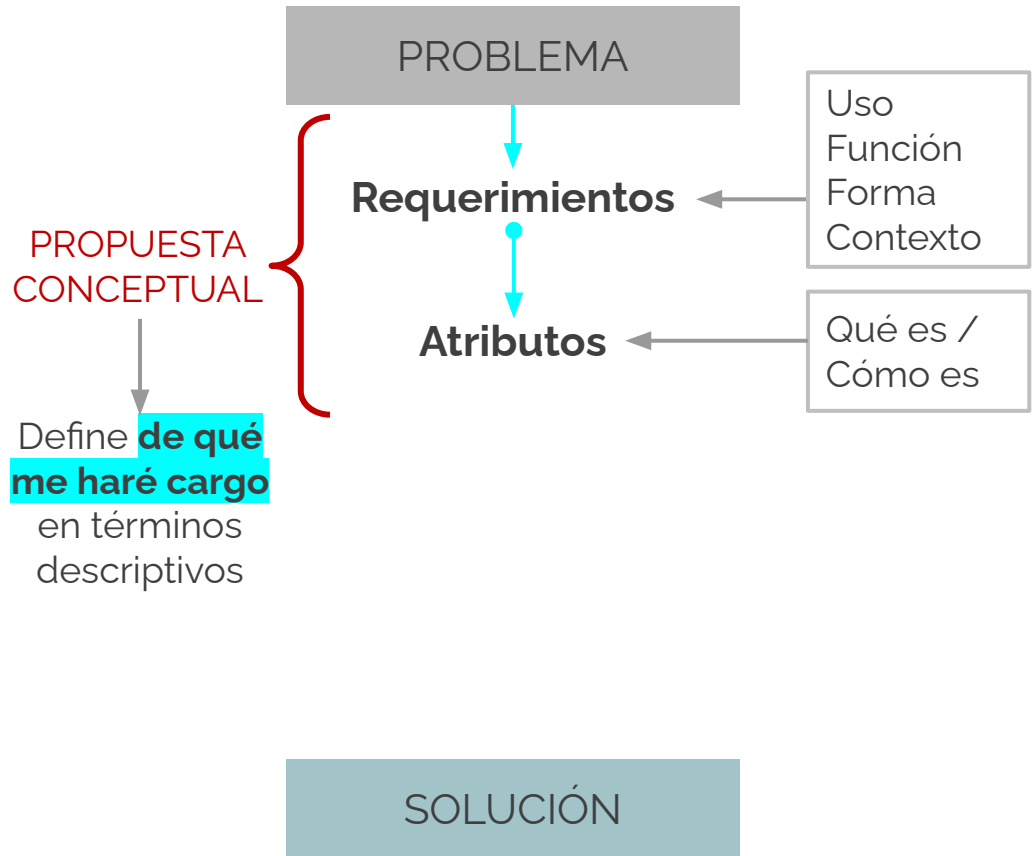 PROBLEMA
Uso
Función
Forma
Contexto
Requerimientos
PROPUESTA
CONCEPTUAL
Atributos
Qué es /
Cómo es
Define de qué
me haré cargo
en términos
descriptivos
SOLUCIÓN